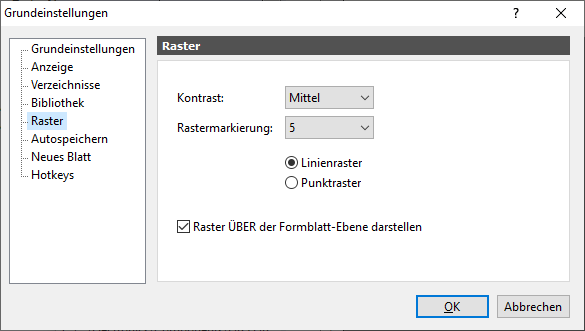 Grundeinstellungen
Grundeinstellungen
Anzeige
Verzeichnisse
Bibliothek
Raster
Autospeichern
Neues Blatt
Hotkeys
Raster
Kontrast: Mittel
Rastermarkierung: 5
Linienraster
Punktraster
Raster ÜBER der Formblatt-Ebene darstellen
OK Abbrechen